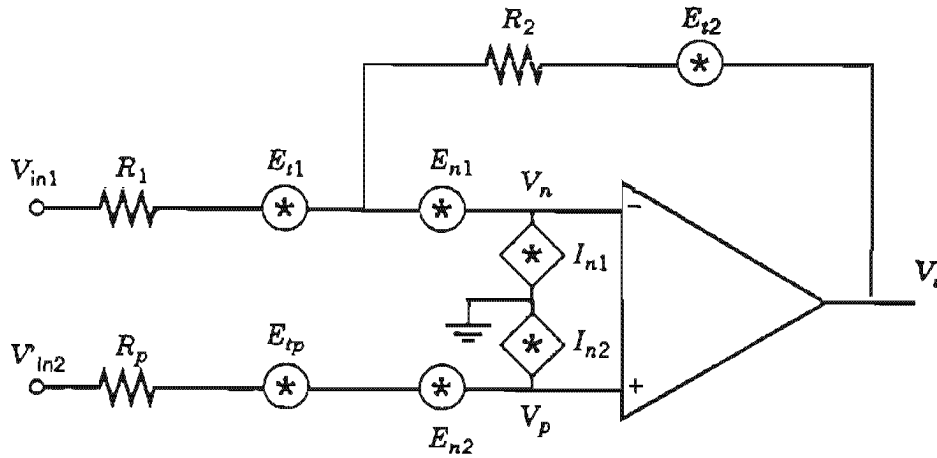 R2
Et2
Vin1
R1
Et1
En1
Vn
−
In1
V'in2
Rp
Etp
In2
+
En2
Vp